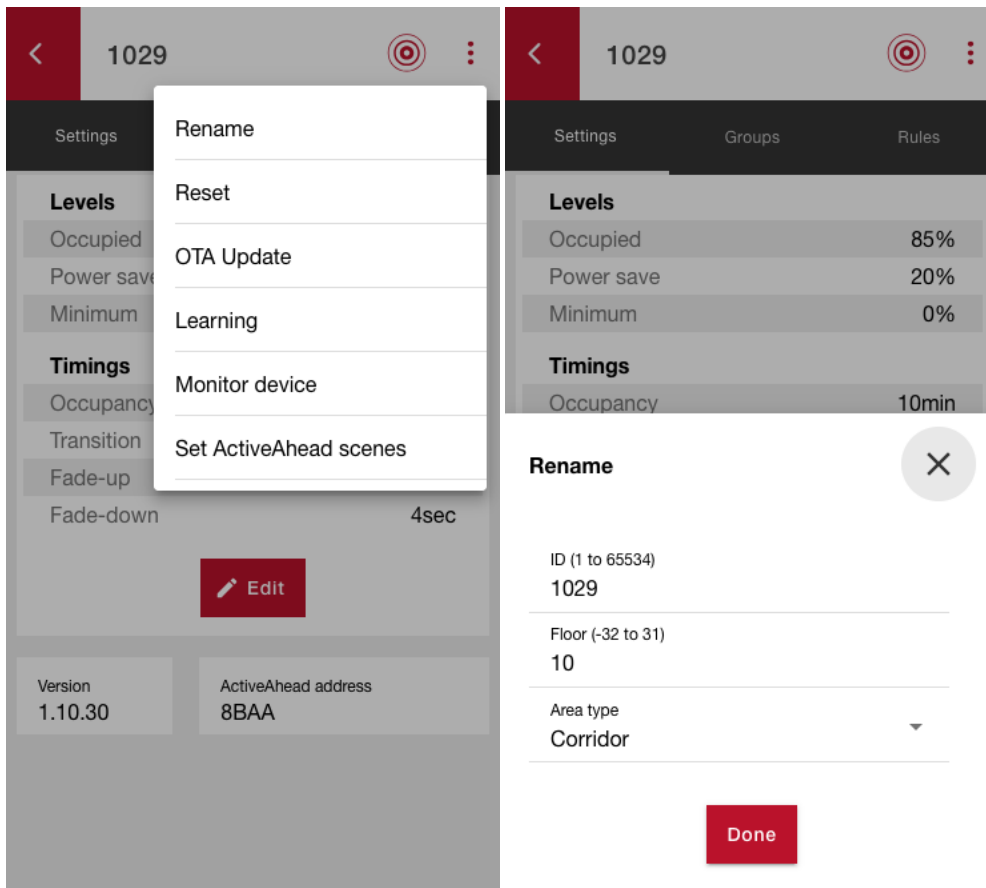 1029
Settings
Rename
Reset
OTA Update
Learning
Monitor device
Set ActiveAhead scenes
Levels
Occupied
Power save
Minimum
Timings
Occupancy
Transition
Fade-up
Fade-down 4sec
Edit
Version
1.10.30
ActiveAhead address
8BAA
1029
Settings Groups Rules
Levels
Occupied 85%
Power save 20%
Minimum 0%
Timings
Occupancy 10min
Rename
ID (1 to 65534)
1029
Floor (-32 to 31)
10
Area type
Corridor
Done